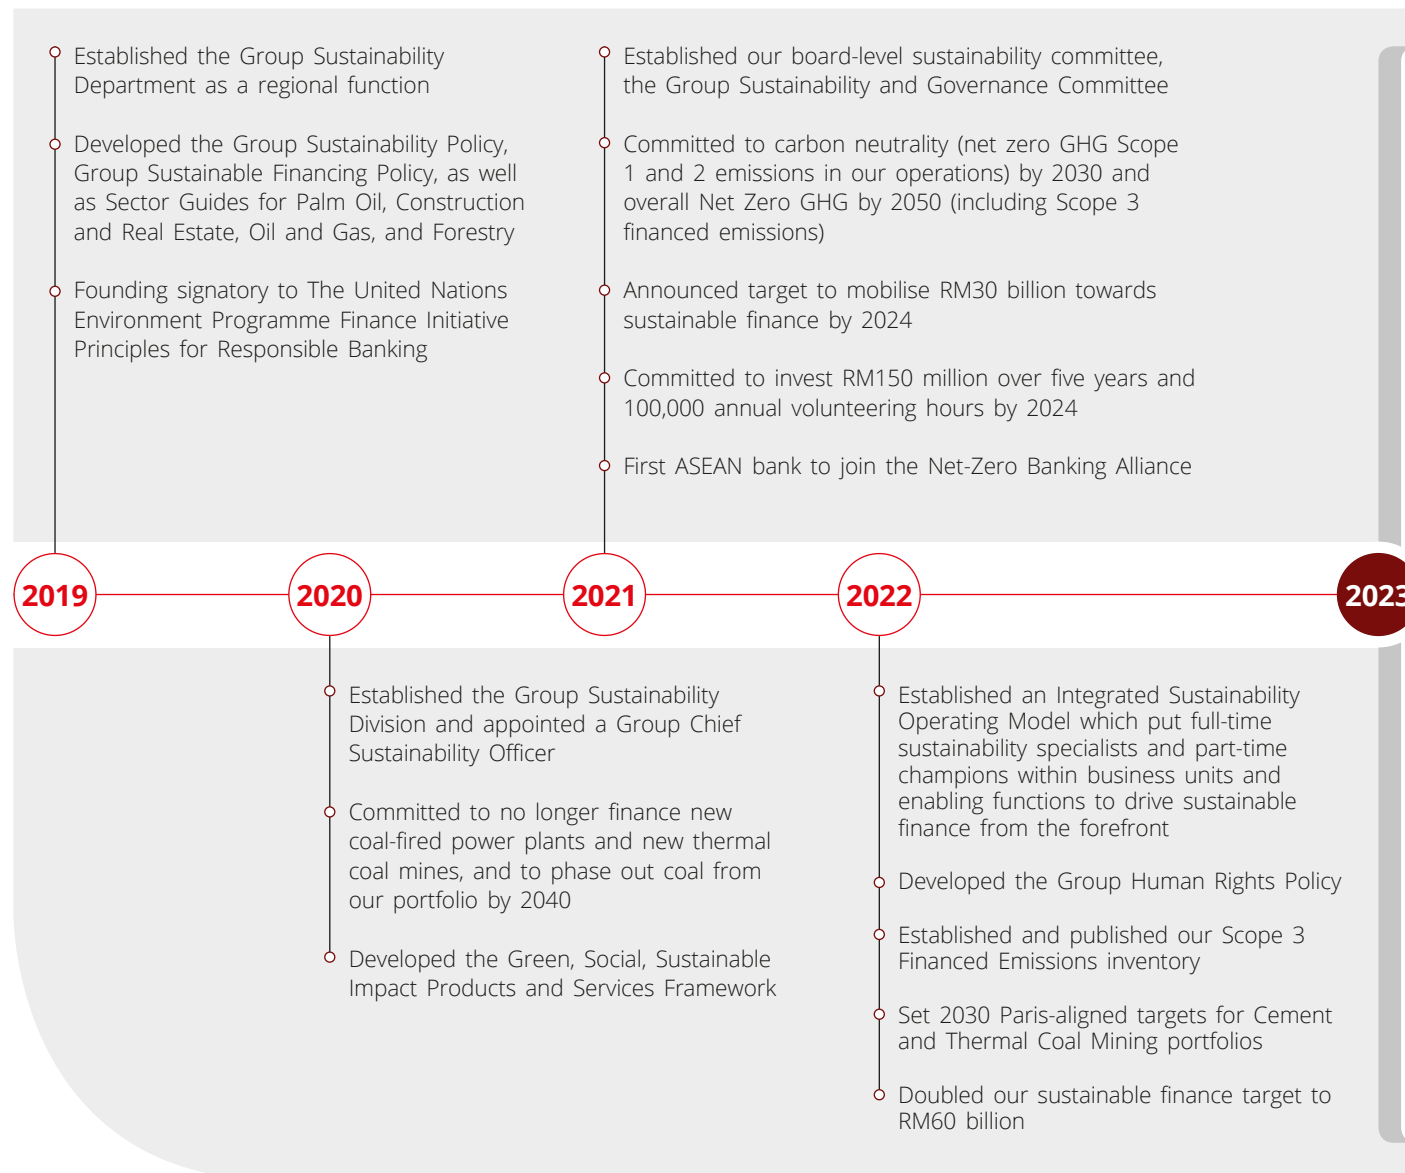 Established the Group Sustainability
Department as a regional function
Developed the Group Sustainability Policy,
Group Sustainable Financing Policy, as well
as Sector Guides for Palm Oil, Construction
and Real Estate, Oil and Gas, and Forestry
Founding signatory to The United Nations
Environment Programme Finance Initiative
Principles for Responsible Banking
Established our board-level sustainability committee,
the Group Sustainability and Governance Committee
Committed to carbon neutrality (net zero GHG Scope
1 and 2 emissions in our operations) by 2030 and
overall Net Zero GHG by 2050 (including Scope 3
financed emissions)
Announced target to mobilise RM30 billion towards
sustainable finance by 2024
Committed to invest RM150 million over five years and
100,000 annual volunteering hours by 2024
First ASEAN bank to join the Net-Zero Banking Alliance
2019
2020
2021
2022
2023
Established the Group Sustainability
Division and appointed a Group Chief
Sustainability Officer
Committed to no longer finance new
coal-fired power plants and new thermal
coal mines, and to phase out coal from
our portfolio by 2040
Developed the Green, Social, Sustainable
Impact Products and Services Framework
Established an Integrated Sustainability
Operating Model which put full-time
sustainability specialists and part-time
champions within business units and
enabling functions to drive sustainable
finance from the forefront
Developed the Group Human Rights Policy
Established and published our Scope 3
Financed Emissions inventory
Set 2030 Paris-aligned targets for Cement
and Thermal Coal Mining portfolios
Doubled our sustainable finance target to
RM60 billion